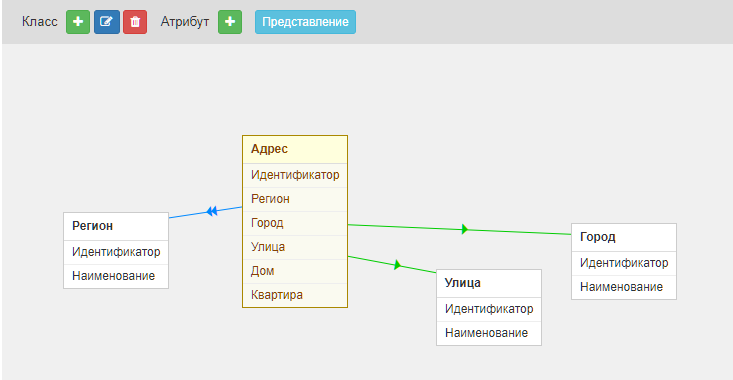 Класс Атрибут Представление
Адрес
Идентификатор
Регион
Город
Улица
Дом
Квартира
Регион
Идентификатор
Наименование
Улица
Идентификатор
Наименование
Город
Идентификатор
Наименование